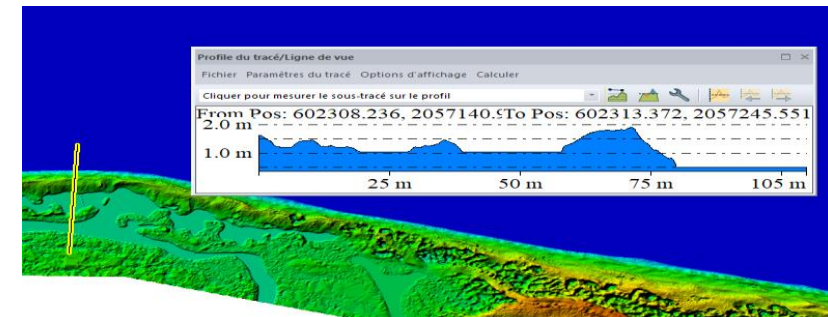 Profile du tracé/Ligne de vue
Fichier Paramètres du tracé Options d'affichage Calculer
Cliquer pour mesurer le sous-tracé sur le profil
From Pos: 602308.236, 2057140.9To Pos: 602313.372, 2057245.551
2.0 m
1.0 m
25 m 50 m 75 m 105 m